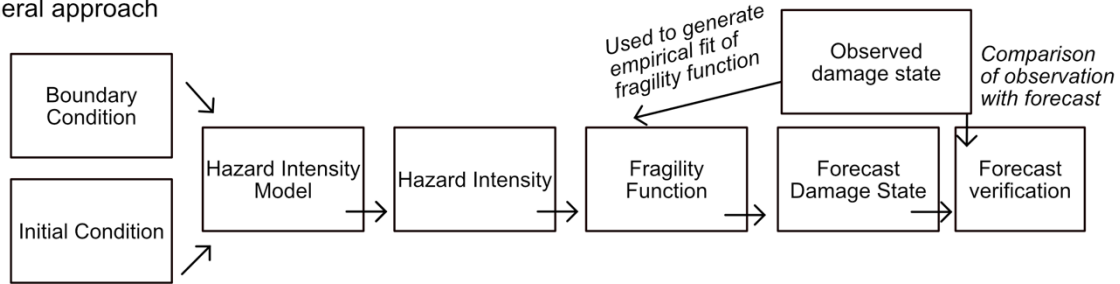 approach
Boundary
Condition
Initial Condition
Hazard Intensity
Model
Hazard Intensity
Used to generate
empirical fit of
fragility function
Fragility
Function
Observed
damage state
Forecast
Damage State
Comparison
of observation
with forecast
Forecast
verification